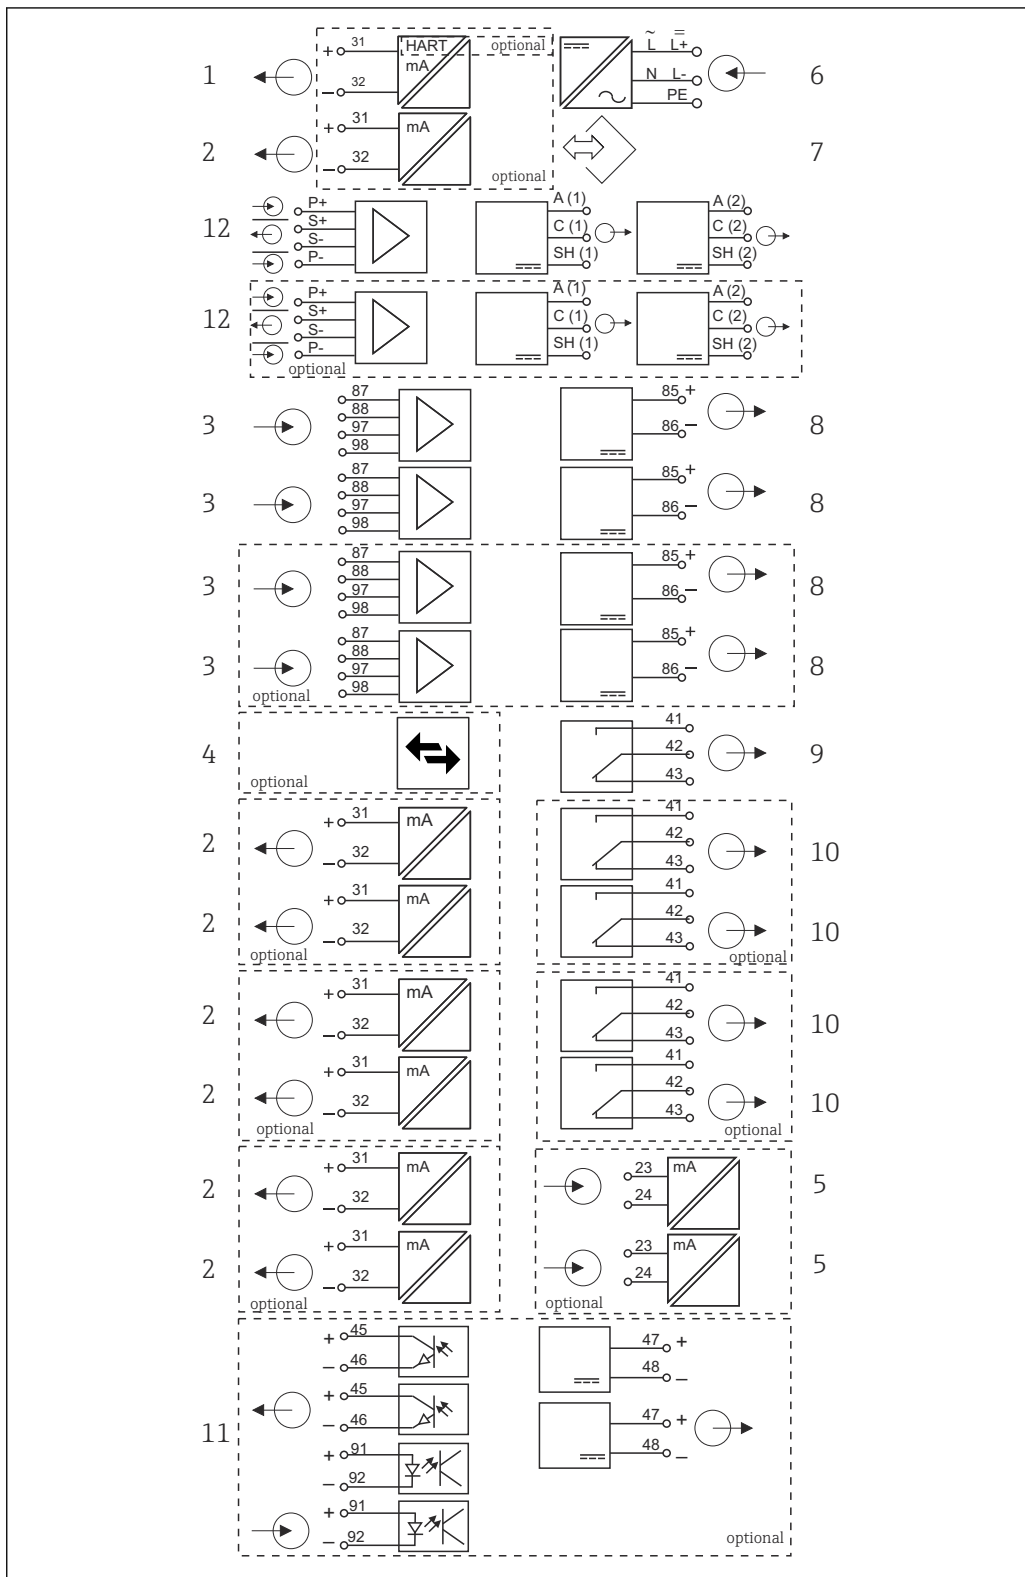 1 + 31 HART optional ~ L = L+ 6
mA
− 32 N L-
PE
2 + 31 mA 7
− 32
optional
12 P+ A (1) A (2)
S+ C (1) C (2)
S- SH (1) SH (2)
P-
12 P+ A (1) A (2)
S+ C (1) C (2)
S- SH (1) SH (2)
P-
optional
3 87 85 + 8
88
97 86 −
98
3 87 85 + 8
88
97 86 −
98
3 87 85 + 8
88
97 86 −
98
3 87 85 + 8
88
97 86 −
98
optional
4 41 9
42
optional 43
2 + 31 mA 41 10
− 32 42
43
2 + 31 mA 41 10
− 32 42
optional 43 optional
2 + 31 mA 41 10
− 32 42
43
2 + 31 mA 41 10
− 32 42
optional 43 optional
2 + 31 mA 23 mA 5
− 32 24
2 + 31 mA 23 mA 5
− 32 24
optional optional
11 + 45 47 +
− 46 48 −
+ 45 47 +
− 46 48 −
+ 91
− 92
+ 91
− 92
optional